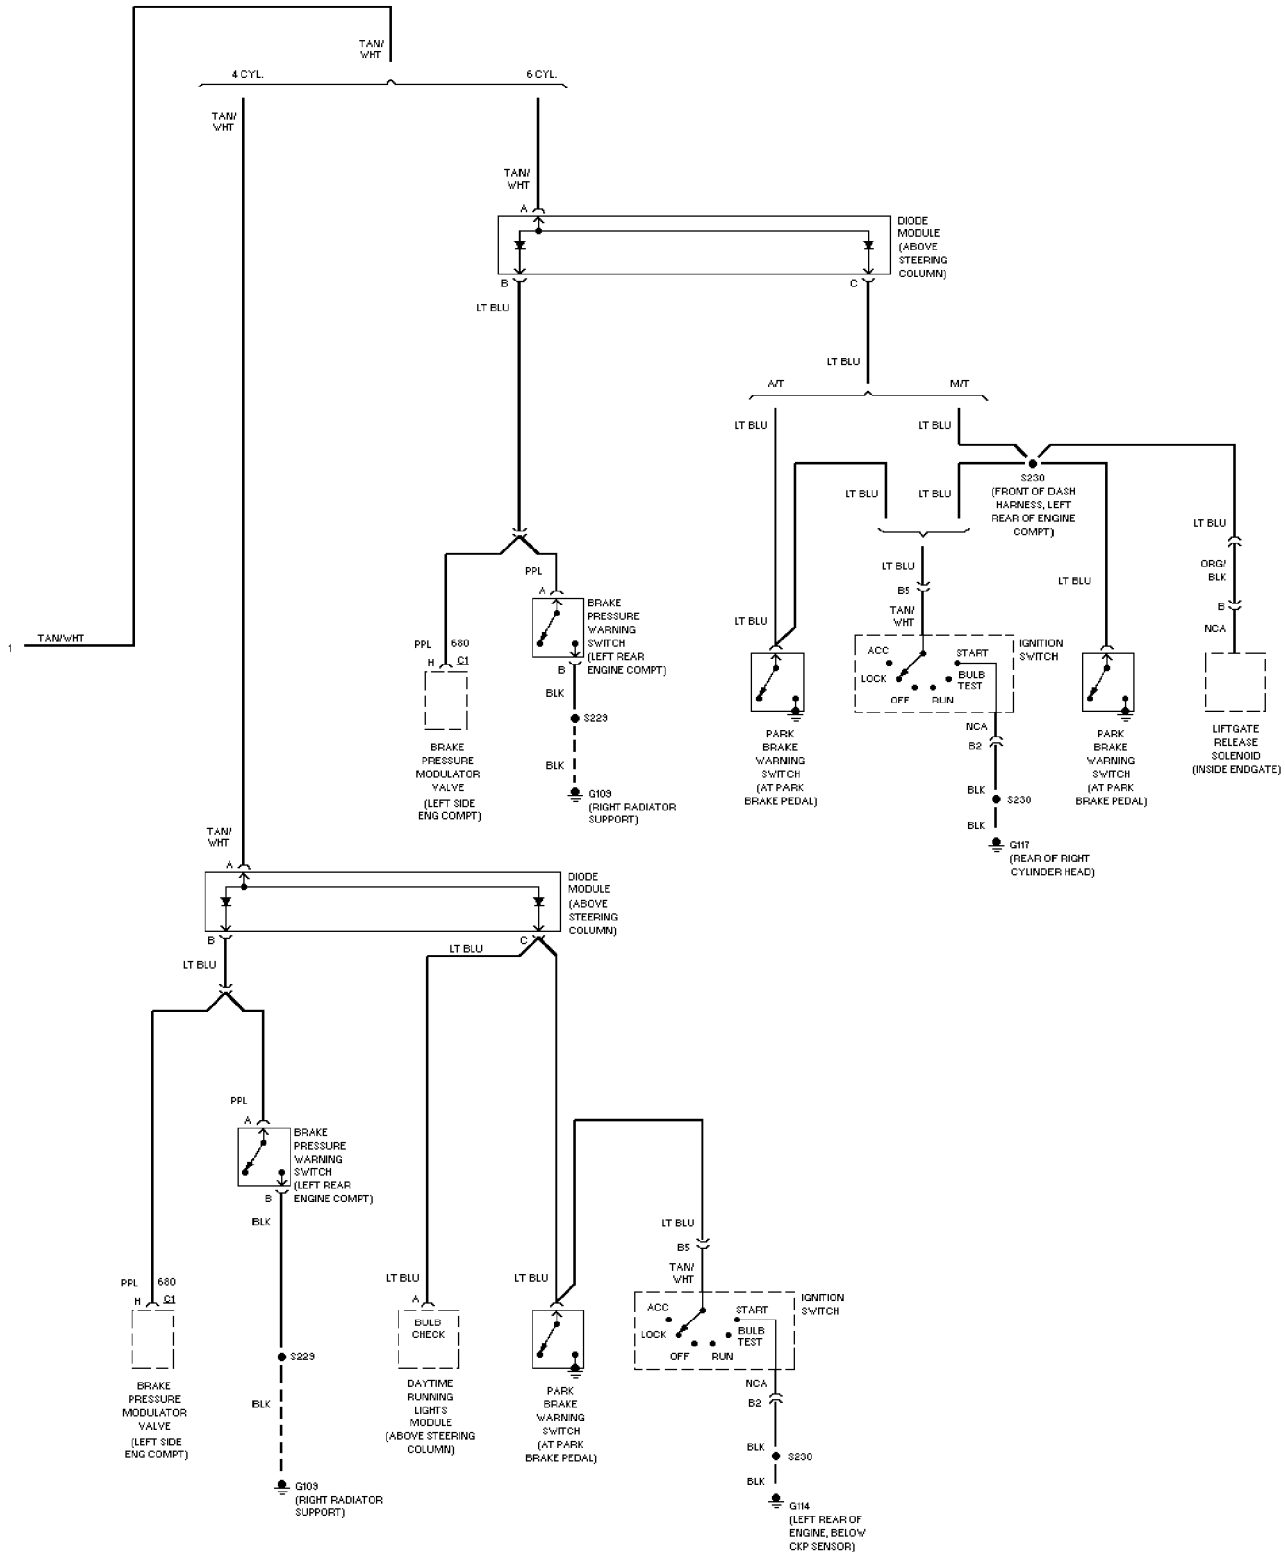 TAN/
WHT
4 CYL.
6 CYL.
TAN/
WHT
TAN/
WHT
A
DIODE
MODULE
(ABOVE
STEERING
COLUMN)
B
C
LT BLU
LT BLU
A/T
M/T
LT BLU
LT BLU
S230
(FRONT OF DASH
HARNESS, LEFT
REAR OF ENGINE
COMPT)
LT BLU
LT BLU
LT BLU
ORG/
BLK
B
NCA
LT BLU
B5
TAN/
WHT
LT BLU
LT BLU
PPL
A
BRAKE
PRESSURE
WARNING
SWITCH
(LEFT REAR
ENGINE COMPT)
B
BLK
S229
BLK
G109
(RIGHT RADIATOR
SUPPORT)
PPL
680
H
C1
BRAKE
PRESSURE
MODULATOR
VALVE
(LEFT SIDE
ENG COMPT)
1
TAN/WHT
PARK
BRAKE
WARNING
SWITCH
(AT PARK
BRAKE PEDAL)
IGNITION
SWITCH
ACC
LOCK
OFF
RUN
START
BULB
TEST
NCA
B2
BLK
S230
BLK
G117
(REAR OF RIGHT
CYLINDER HEAD)
PARK
BRAKE
WARNING
SWITCH
(AT PARK
BRAKE PEDAL)
LIFTGATE
RELEASE
SOLENOID
(INSIDE ENDGATE)
TAN/
WHT
A
DIODE
MODULE
(ABOVE
STEERING
COLUMN)
B
C
LT BLU
LT BLU
PPL
A
BRAKE
PRESSURE
WARNING
SWITCH
(LEFT REAR
ENGINE COMPT)
B
BLK
S229
BLK
G109
(RIGHT RADIATOR
SUPPORT)
PPL
680
H
C1
BRAKE
PRESSURE
MODULATOR
VALVE
(LEFT SIDE
ENG COMPT)
LT BLU
A
BULB
CHECK
DAYTIME
RUNNING
LIGHTS
MODULE
(ABOVE STEERING
COLUMN)
LT BLU
PARK
BRAKE
WARNING
SWITCH
(AT PARK
BRAKE PEDAL)
LT BLU
B5
TAN/
WHT
IGNITION
SWITCH
ACC
LOCK
OFF
RUN
START
BULB
TEST
NCA
B2
BLK
S230
BLK
G114
(LEFT REAR OF
ENGINE, BELOW
CKP SENSOR)